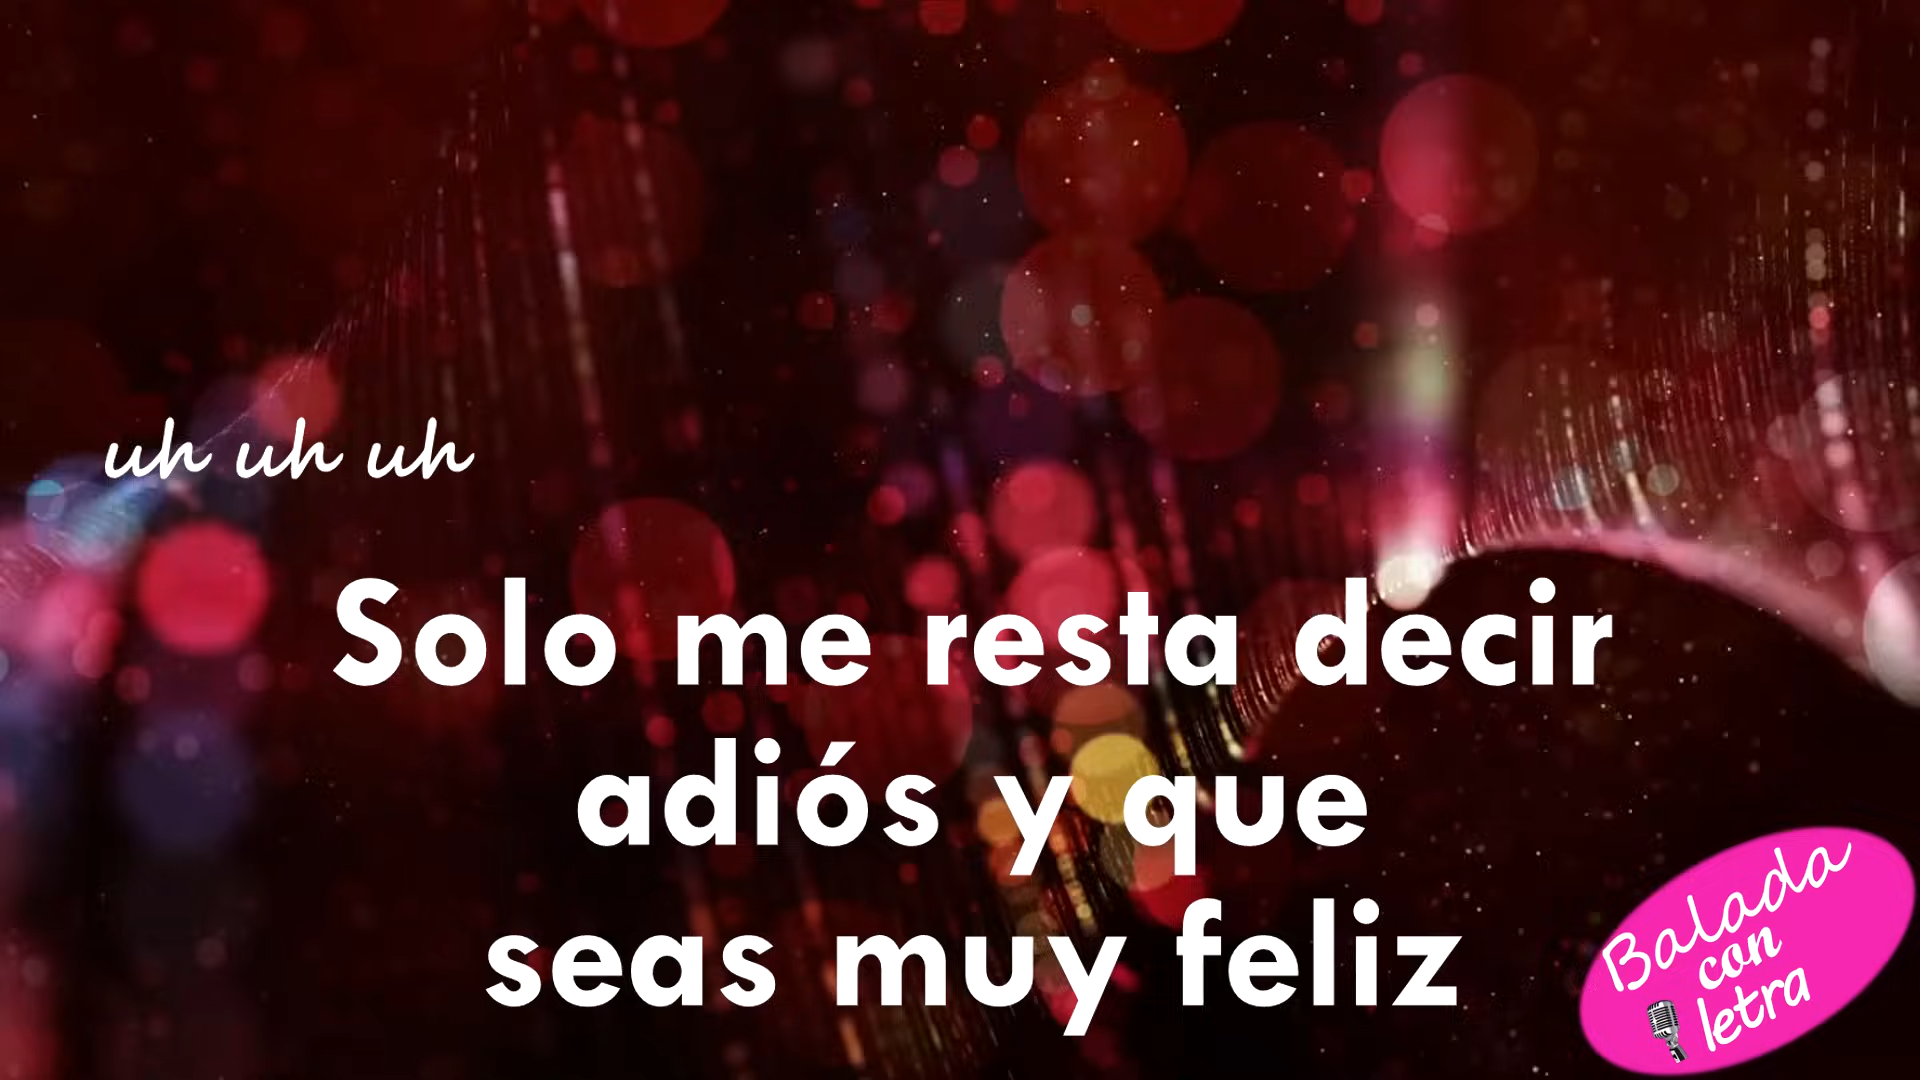 uh uh uh
Solo me resta decir
adiós y que
seas muy feliz
Balada
con
letra